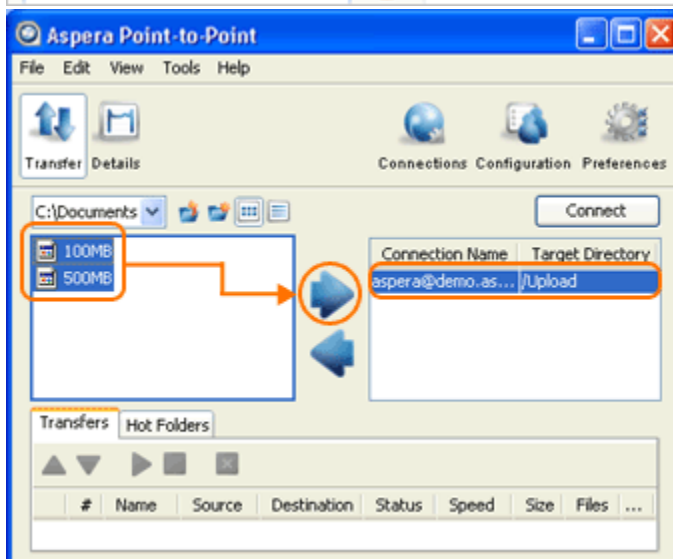 Aspera Point-to-Point
File Edit View Tools Help
Transfer Details Connections Configuration Preferences
C:\Documents Connect
100MB
500MB
Connection Name Target Directory
aspera@demo.as... /Upload
Transfers Hot Folders
# Name Source Destination Status Speed Size Files ...